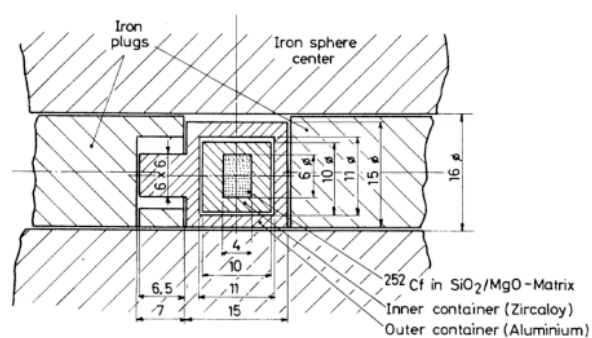 Iron
plugs
Iron sphere
center
6 x 6
6 ø
10 ø
11 ø
15 ø
16 ø
4
10
6,5
11
7
15
252Cf in SiO2/MgO-Matrix
Inner container (Zircaloy)
Outer container (Aluminium)